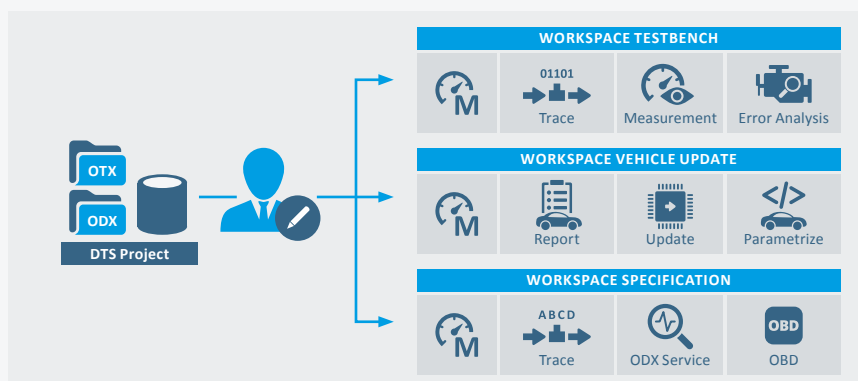 OTX
ODX
DTS Project
WORKSPACE TESTBENCH
M
01101
Trace
Measurement
Error Analysis
WORKSPACE VEHICLE UPDATE
M
Report
Update
</>
Parametrize
WORKSPACE SPECIFICATION
M
ABCD
Trace
ODX Service
OBD
OBD